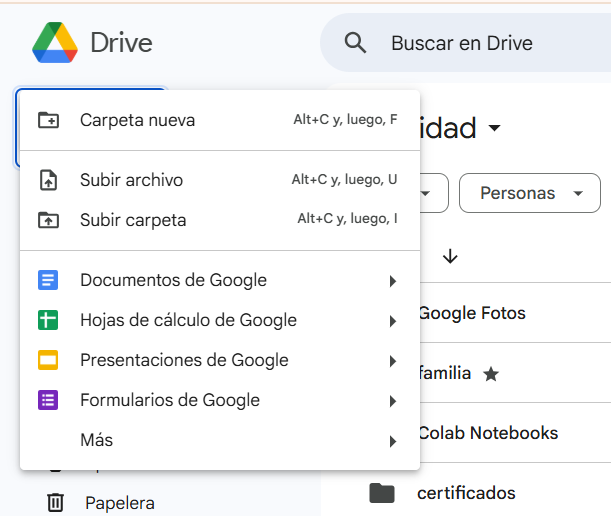 Drive
Buscar en Drive
Carpeta nueva Alt+C y, luego, F
Subir archivo Alt+C y, luego, U
Subir carpeta Alt+C y, luego, I
Documentos de Google
Hojas de cálculo de Google
Presentaciones de Google
Formularios de Google
Más
Papelera
idad
Personas
Google Fotos
familia
Colab Notebooks
certificados